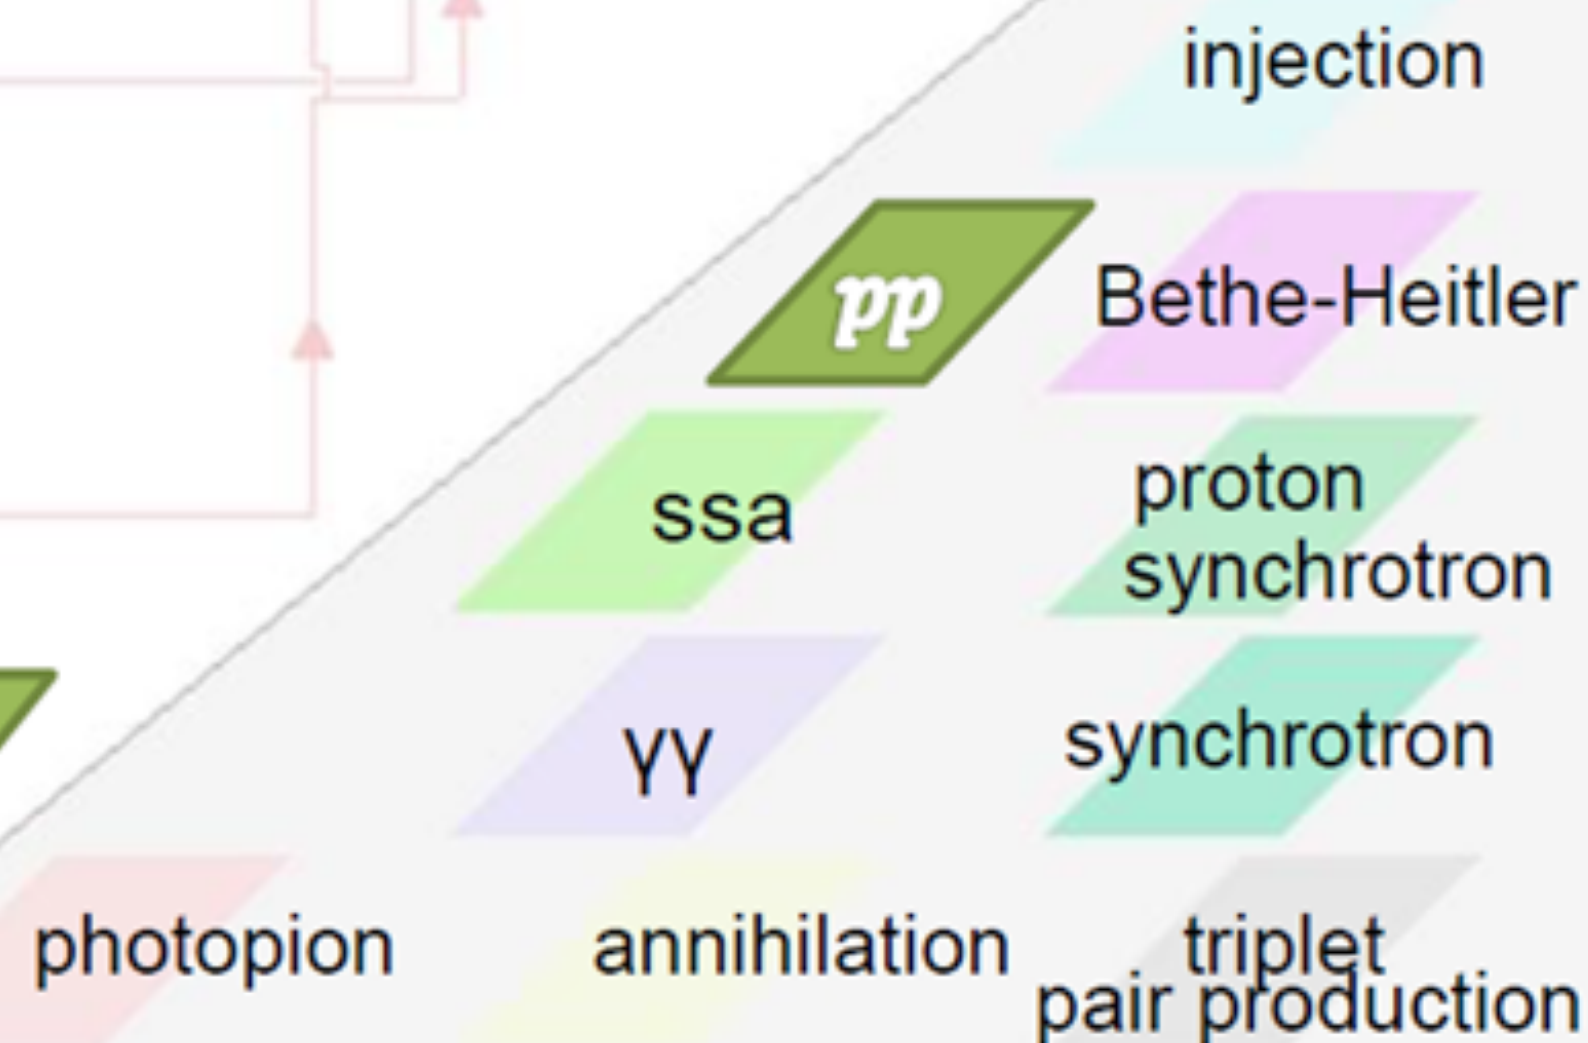 injection
pp
Bethe-Heitler
ssa
proton
synchrotron
γγ
synchrotron
photopion
annihilation
triplet
pair production